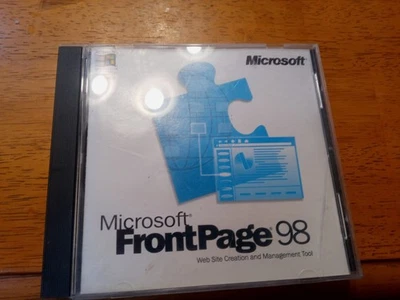 Microsoft
Microsoft®
FrontPage® 98
Web Site Creation and Management Tool